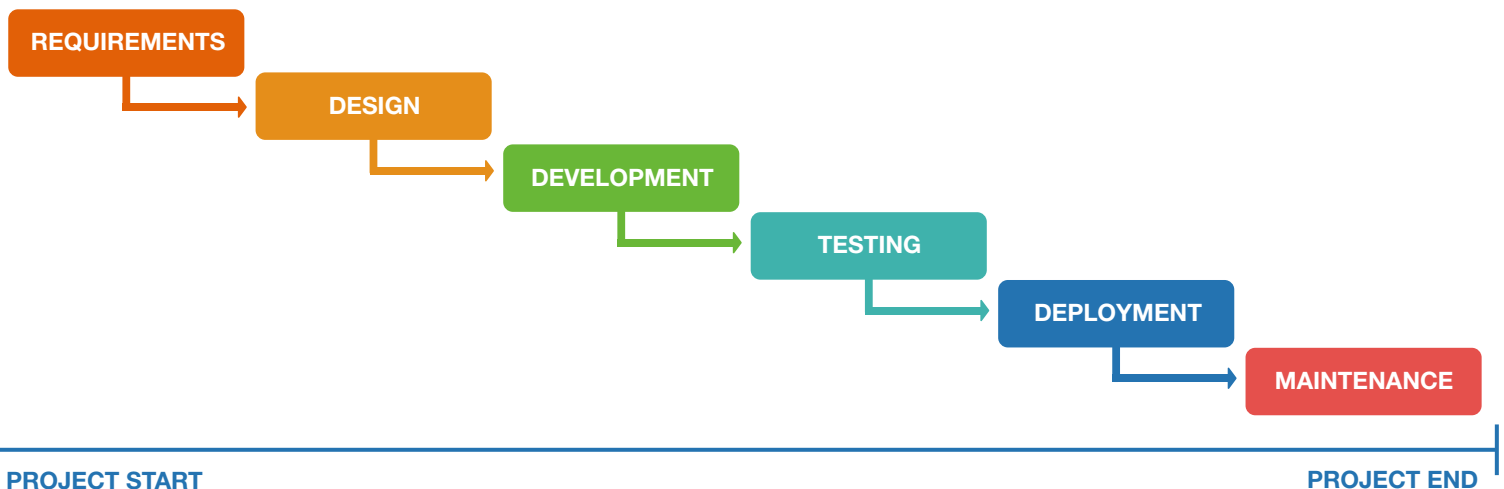 REQUIREMENTS
DESIGN
DEVELOPMENT
TESTING
DEPLOYMENT
MAINTENANCE
PROJECT START
PROJECT END